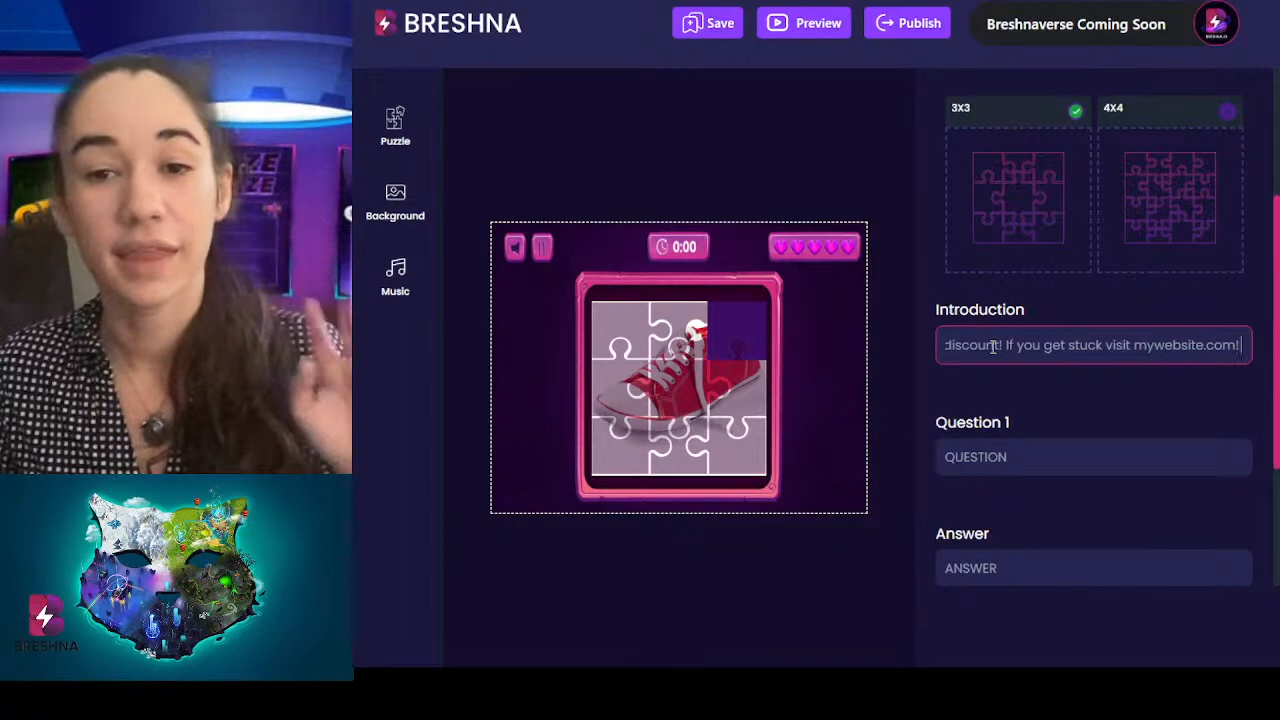 BRESHNA
Save
Preview
Publish
Breshnaverse Coming Soon
Puzzle
Background
Music
0:00
3X3
4X4
Introduction
discount! If you get stuck visit mywebsite.com!
Question 1
QUESTION
Answer
ANSWER
BRESHNA